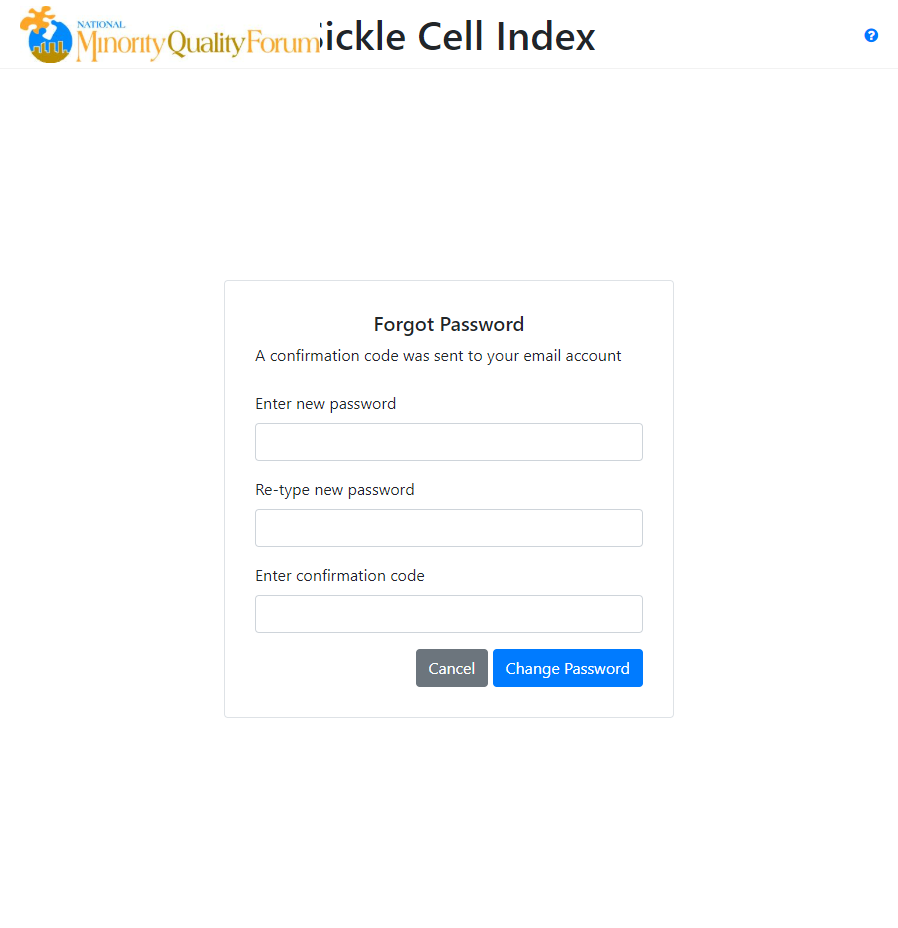 NATIONAL
Minority Quality Forum
ickle Cell Index
Forgot Password
A confirmation code was sent to your email account
Enter new password
Re-type new password
Enter confirmation code
Cancel Change Password